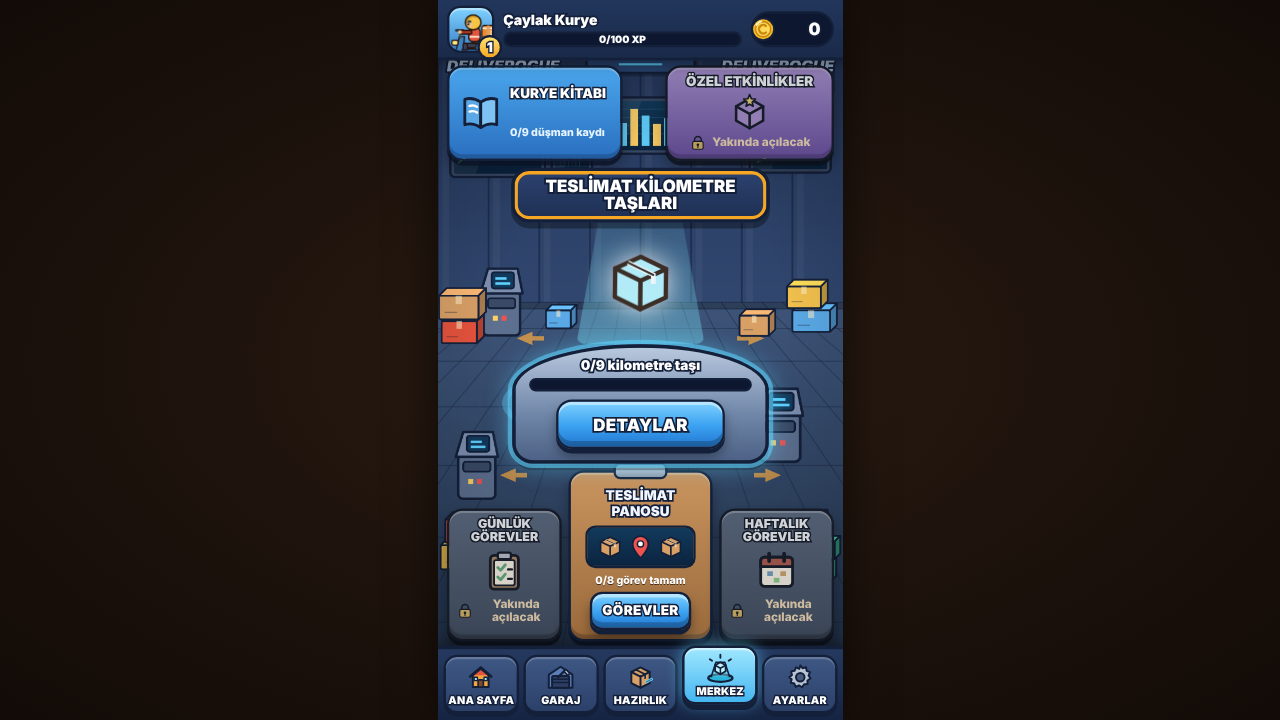 Çaylak Kurye
0/100 XP
1
0
DELIVEROGUE
DELIVEROGUE
KURYE KİTABI
0/9 düşman kaydı
ÖZEL ETKİNLİKLER
Yakında açılacak
TESLİMAT KİLOMETRE
TAŞLARI
0/9 kilometre taşı
DETAYLAR
TESLİMAT
PANOSU
0/8 görev tamam
GÖREVLER
GÜNLÜK
GÖREVLER
Yakında
açılacak
HAFTALIK
GÖREVLER
Yakında
açılacak
ANA SAYFA
GARAJ
HAZIRLIK
MERKEZ
AYARLAR